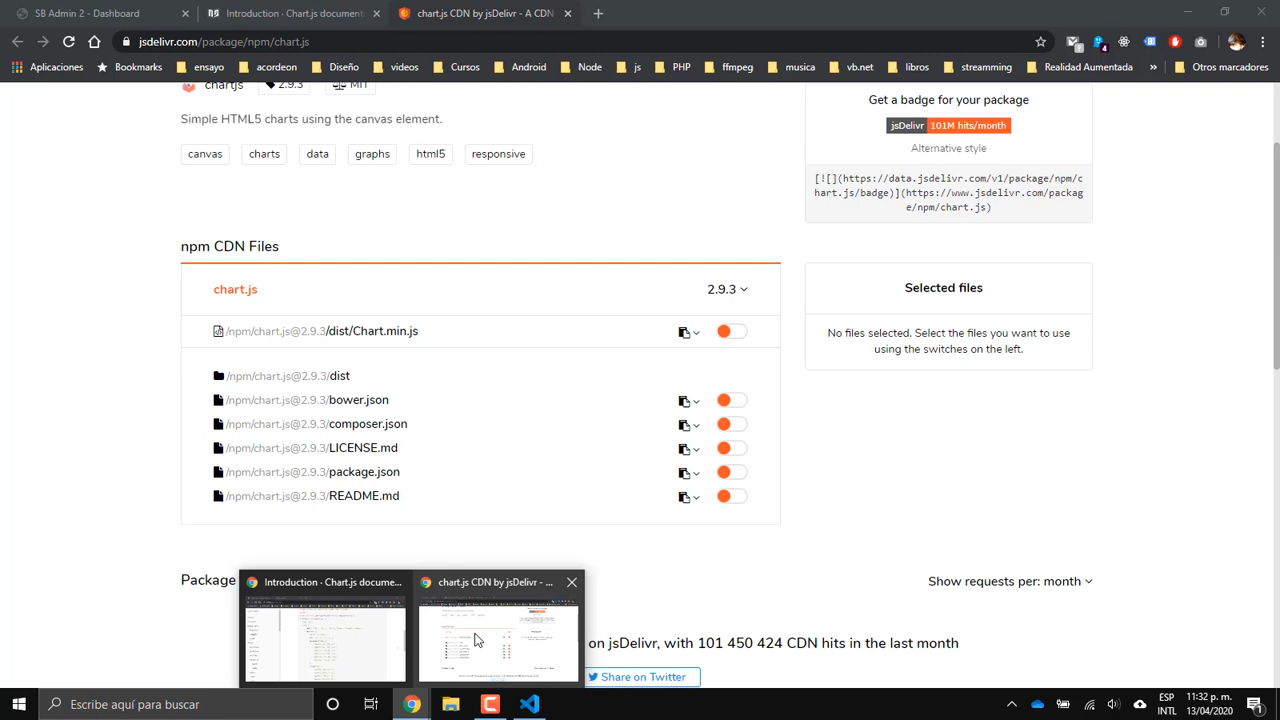 SB Admin 2 - Dashboard
Introduction · Chart.js document
chart.js CDN by jsDelivr - A CDN
jsdelivr.com/package/npm/chart.js
Aplicaciones
Bookmarks
ensayo
acordeon
Diseño
videos
Cursos
Android
Node
js
PHP
ffmpeg
musica
vb.net
libros
streaming
Realidad Aumentada
»
Otros marcadores
chartjs
2.9.3
MIT
Simple HTML5 charts using the canvas element.
canvas
charts
data
graphs
html5
responsive
Get a badge for your package
jsDelivr 101M hits/month
Alternative style
[![](https://data.jsdelivr.com/v1/package/npm/c
hart.js/badge)](https://www.jsdelivr.com/packag
e/npm/chart.js)
npm CDN Files
chart.js
2.9.3
/npm/chart.js@2.9.3/dist/Chart.min.js
/npm/chart.js@2.9.3/dist
/npm/chart.js@2.9.3/bower.json
/npm/chart.js@2.9.3/composer.json
/npm/chart.js@2.9.3/LICENSE.md
/npm/chart.js@2.9.3/package.json
/npm/chart.js@2.9.3/README.md
Selected files
No files selected. Select the files you want to use
using the switches on the left.
Package
Show requests per: month
Introduction · Chart.js docume...
chart.js CDN by jsDelivr - ...
on jsDelivr, with 101 450 424 CDN hits in the last month
Share on Twitter
Escribe aquí para buscar
ESP
INTL
11:32 p. m.
13/04/2020